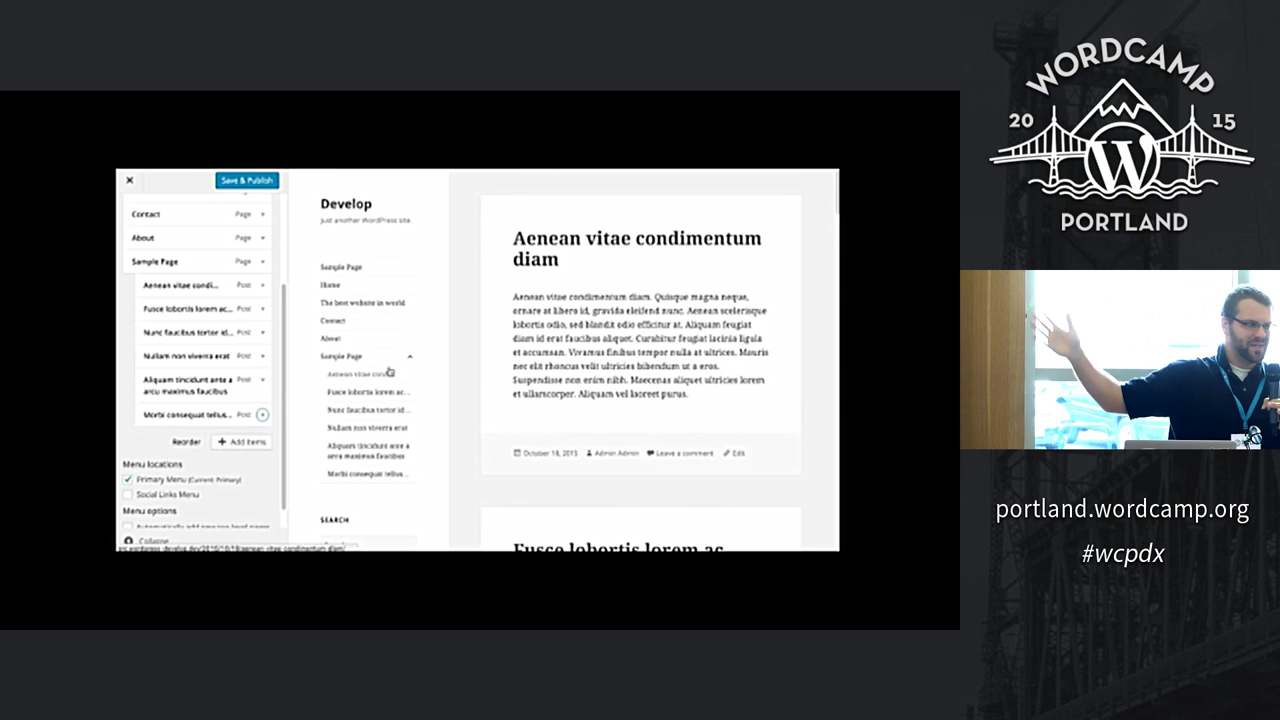 Save & Publish
Contact Page
About Page
Sample Page Page
Aenean vitae condi... Post
Fusce lobortis lorem ac... Post
Nunc faucibus tortor id... Post
Nullam non viverra erat Post
Aliquam tincidunt ante a Post
arcu maximus faucibus
Morbi consequat tellus... Post
Reorder + Add Items
Menu locations
Primary Menu (Current: Primary)
Social Links Menu
Menu options
Collapse
Develop
Just another WordPress site.
Sample Page
Home
The best website in world
Contact
About
Sample Page
Aenean vitae
Fusce lobortis lorem ac...
Nunc faucibus tortor id...
Nullam non viverra erat
Aliquam tincidunt ante a
arcu maximus faucibus
Morbi consequat tellus...
SEARCH
Aenean vitae condimentum
diam
Aenean vitae condimentum diam. Quisque magna neque,
ornare at libero id, gravida eleifend nunc. Aenean scelerisque
lobortis odio, sed blandit odio efficitur at. Aliquam feugiat
diam id erat faucibus aliquet. Curabitur feugiat lacinia ligula
et accumsan. Vivamus finibus tempor nulla at ultrices. Mauris
nec elit rhoncus velit ultricies bibendum ut a eros.
Suspendisse non enim nibh. Maecenas aliquet ultricies lorem
et ullamcorper. Aliquam vel laoreet purus.
October 18, 2015 Admin Admin Leave a comment Edit
Fusce lobortis lorem ac
WORDCAMP
20 15
W
PORTLAND
portland.wordcamp.org
#wcpdx